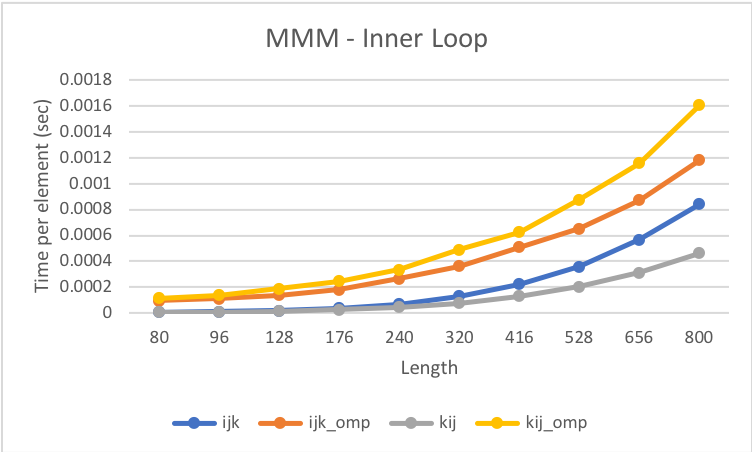 MMM - Inner Loop
0.0018
0.0016
0.0014
0.0012
0.001
0.0008
0.0006
0.0004
0.0002
0
Time per element (sec)
80 96 128 176 240 320 416 528 656 800
Length
ijk ijk_omp kij kij_omp